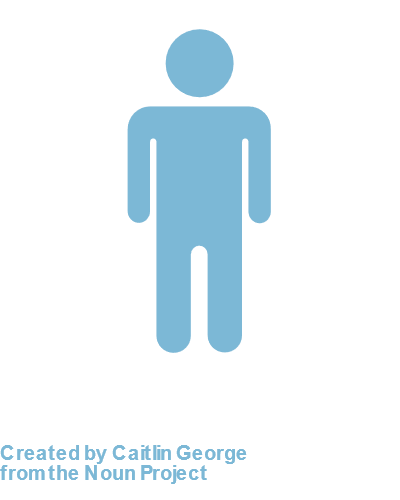 Created by Caitlin George
from the Noun Project